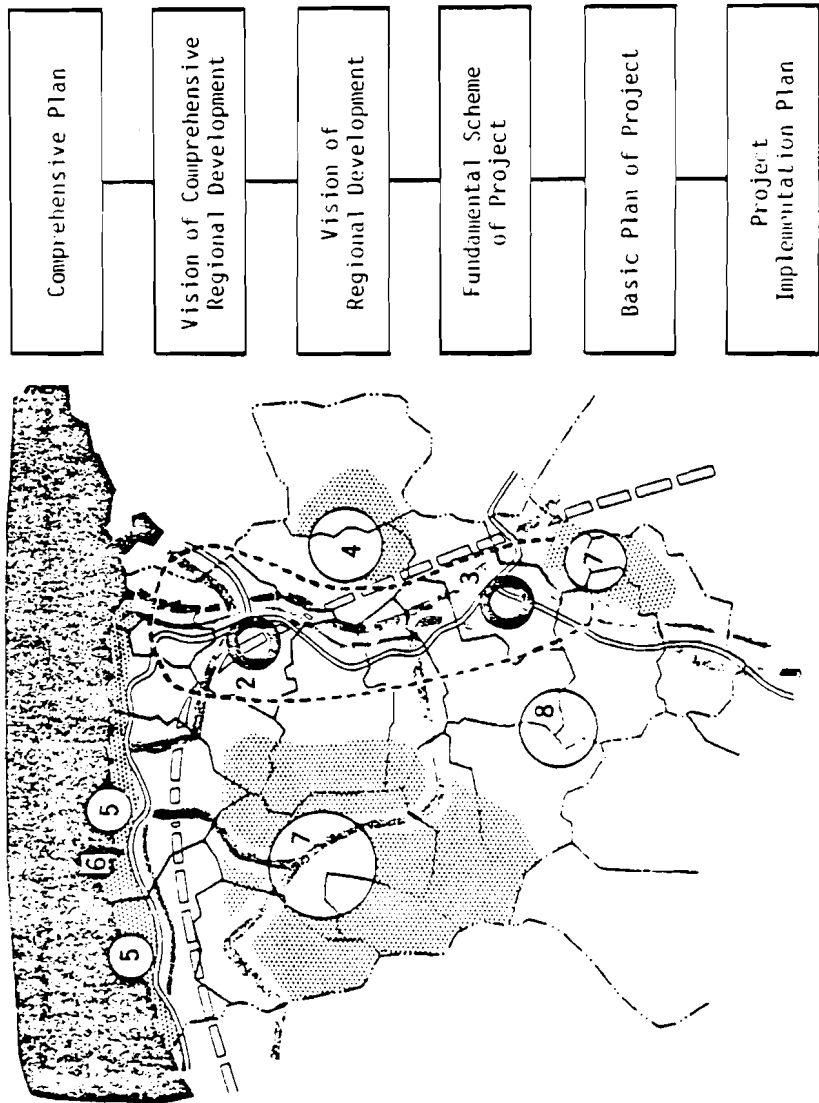 Comprehensive Plan
Vision of Comprehensive
Regional Development
Vision of
Regional Development
Fundamental Scheme
of Project
Basic Plan of Project
Project
Implementation Plan
5
6
5
2
4
3
7
7
8